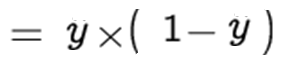 = y×( 1− y )